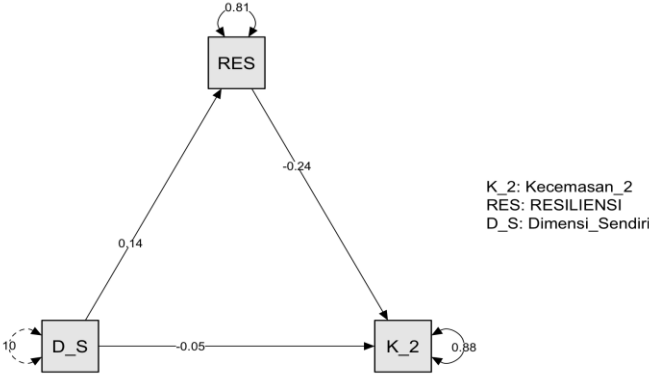 0.81
RES
-0.24
K_2: Kecemasan_2
RES: RESILIENSI
D_S: Dimensi_Sendiri
0.14
10
D_S
-0.05
K_2
0.88